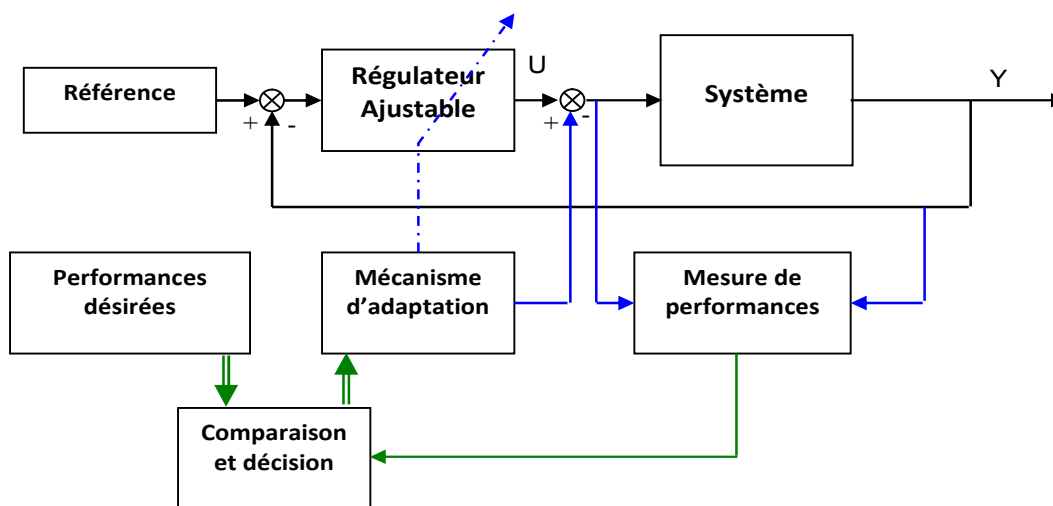 Référence
+ -
Régulateur
Ajustable
U
+ -
Système
Y
Performances
désirées
Mécanisme
d'adaptation
Mesure de
performances
Comparaison
et décision